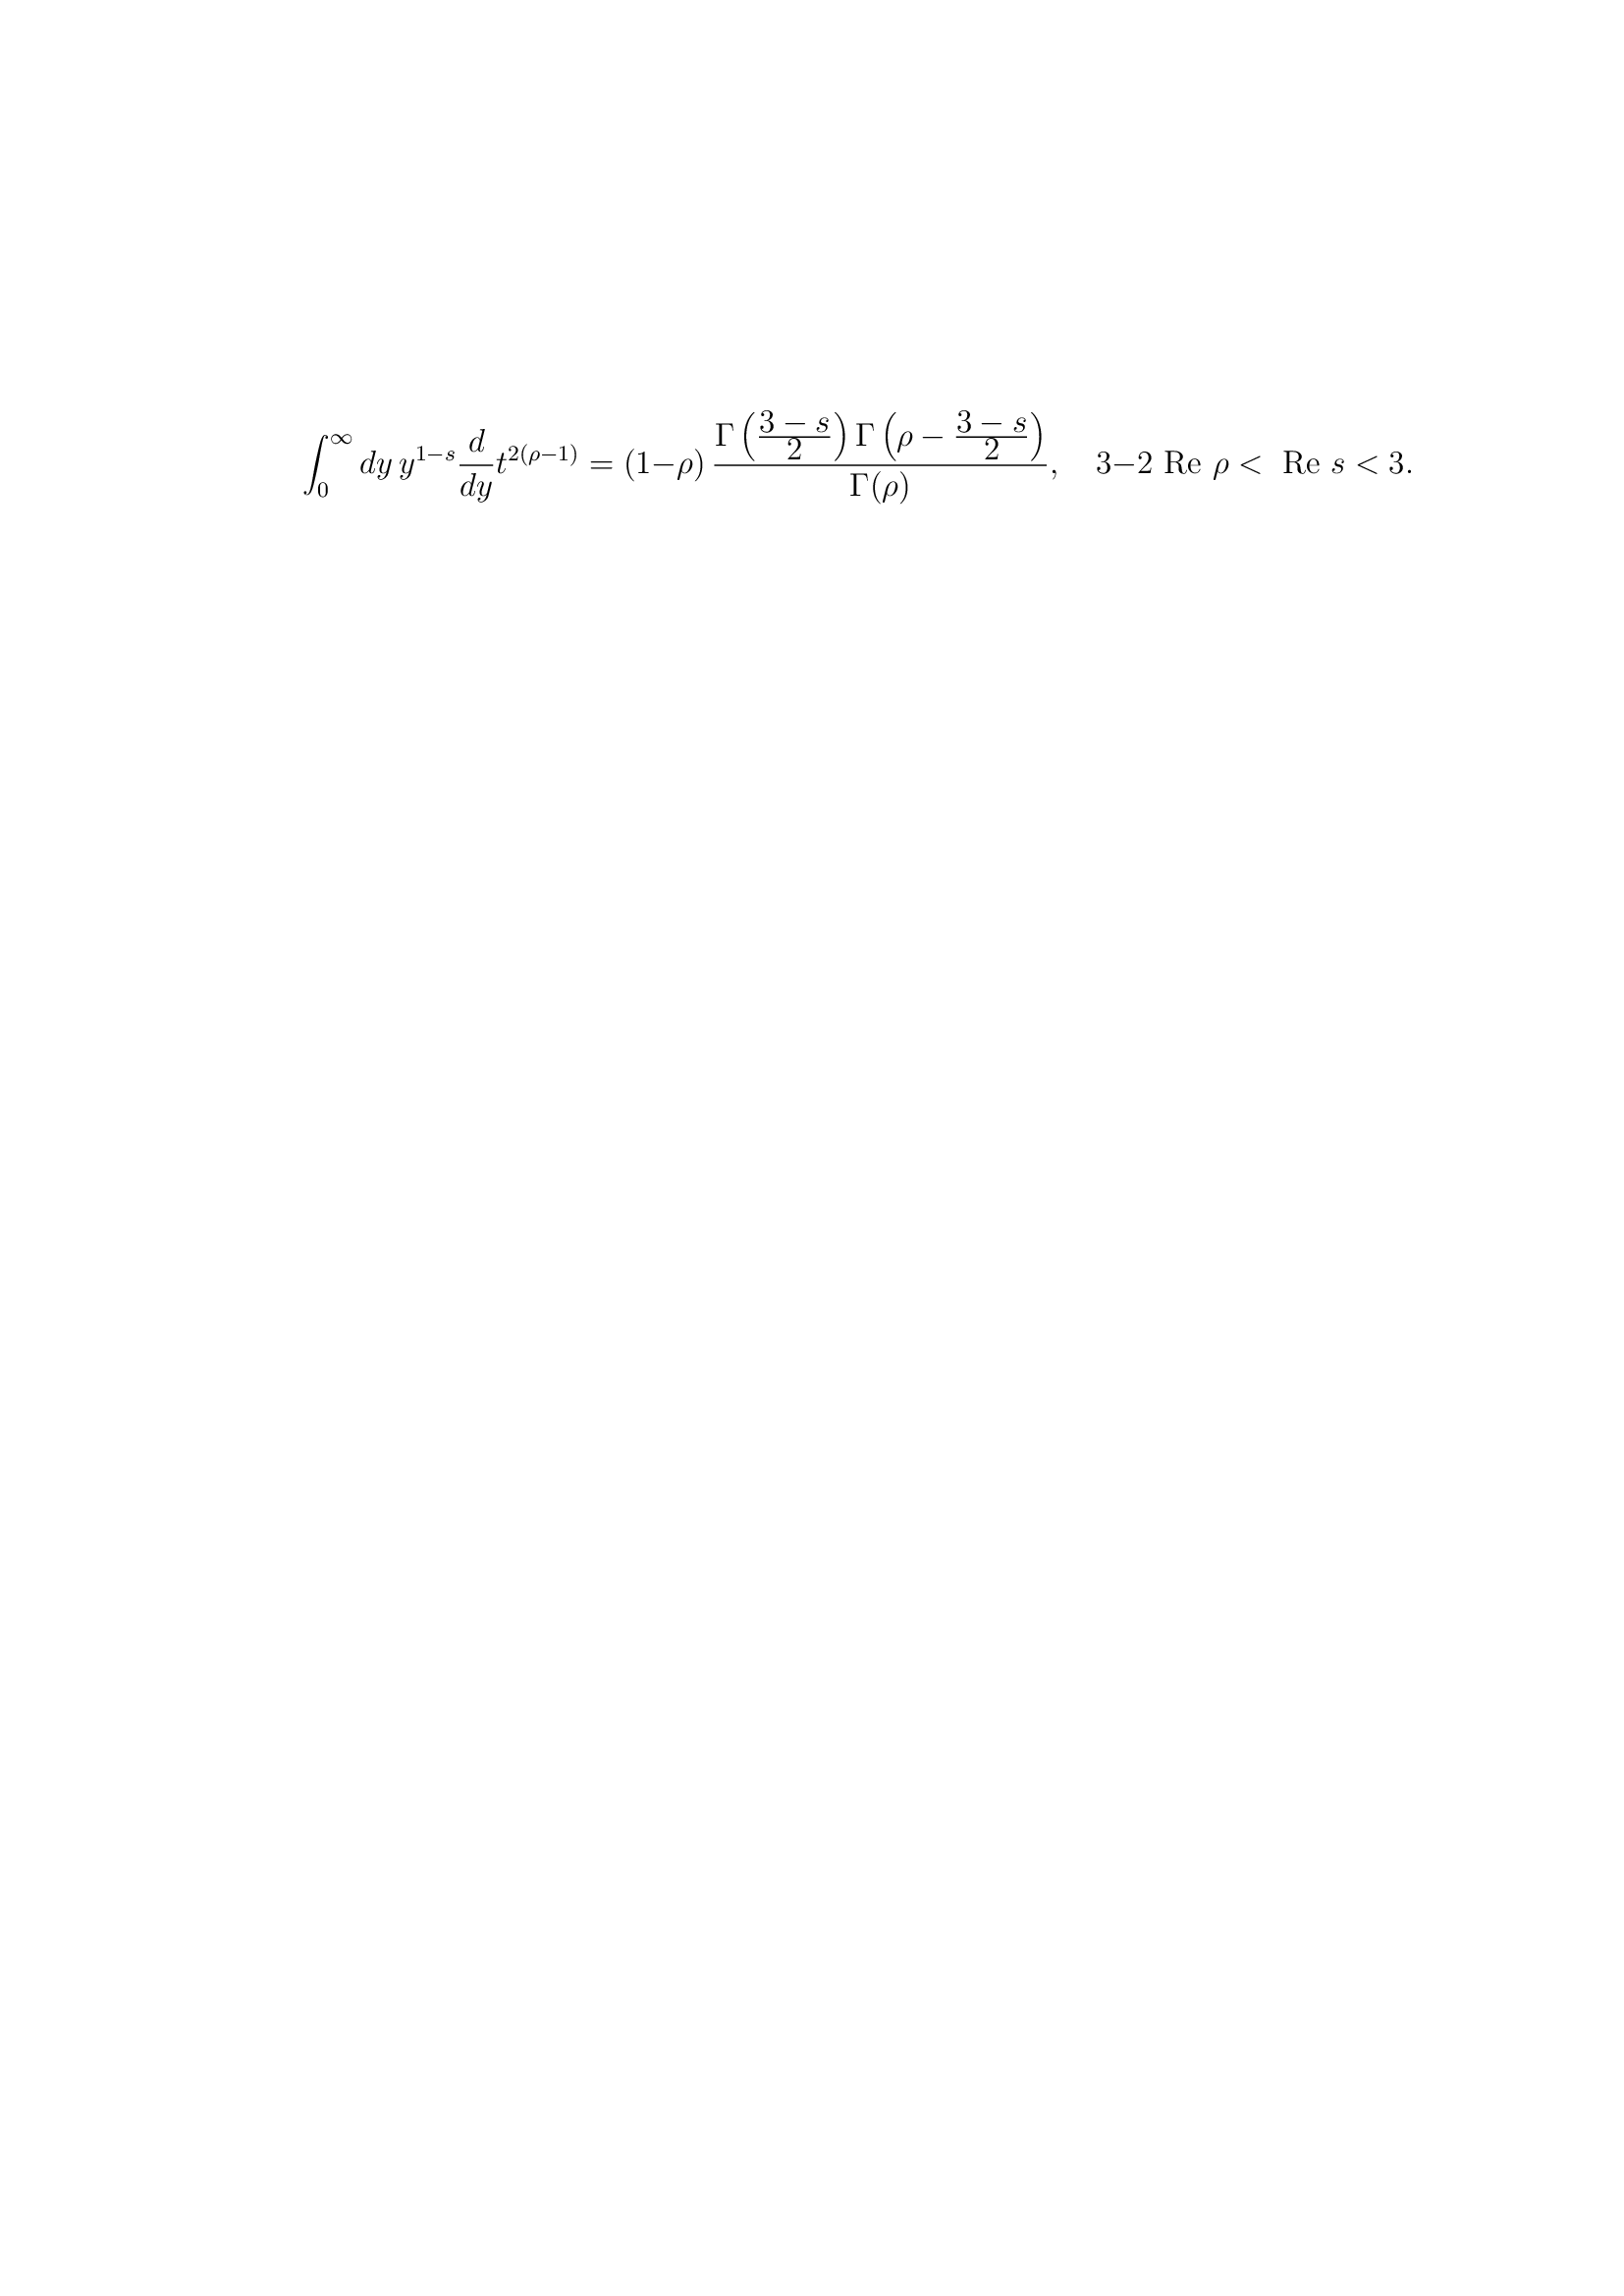 \int_0^\infty dy\, y^{1-s} \frac{d}{dy} t^{2(\rho-1)} = (1-\rho) \frac{\Gamma\left(\frac{3-s}{2}\right) \Gamma\left(\rho - \frac{3-s}{2}\right)}{\Gamma(\rho)}, \quad 3-2 \text{ Re } \rho < \text{ Re } s < 3.